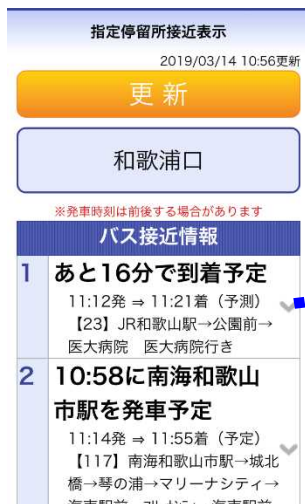 指定停留所接近表示
2019/03/14 10:56更新
更 新
和歌浦口
※発車時刻は前後する場合があります
バス接近情報
1 あと16分で到着予定
11:12発 ⇒ 11:21着（予測）
【23】JR和歌山駅→公園前→
医大病院 医大病院行き
2 10:58に南海和歌山
市駅を発車予定
11:14発 ⇒ 11:55着（予定）
【117】南海和歌山市駅→城北
橋→琴の浦→マリーナシティ→